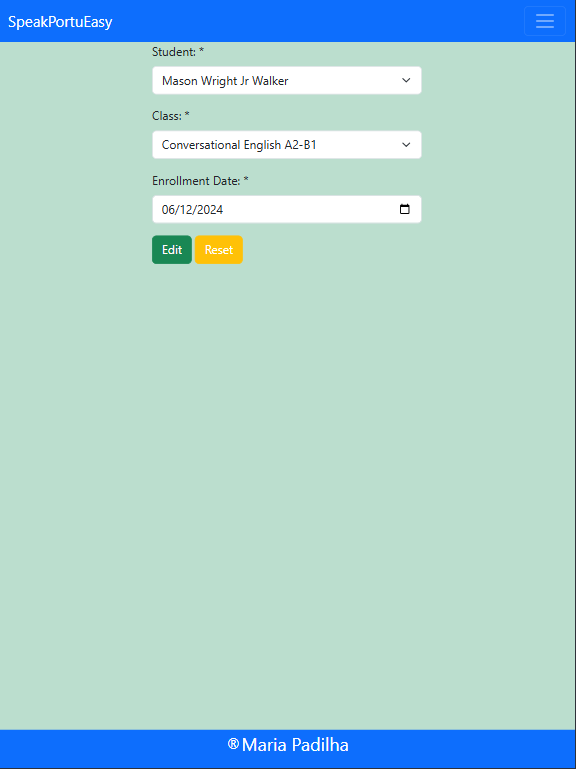 SpeakPortuEasy
Student: *
Mason Wright Jr Walker
Class: *
Conversational English A2-B1
Enrollment Date: *
06/12/2024
Edit Reset
®Maria Padilha